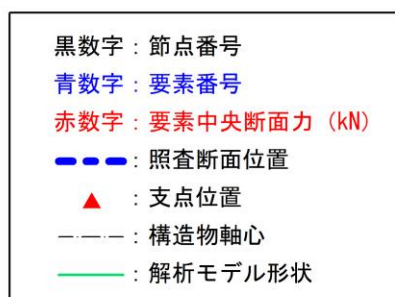 黒数字：節点番号
青数字：要素番号
赤数字：要素中央断面力（kN）
：照査断面位置
：支点位置
：構造物軸心
：解析モデル形状